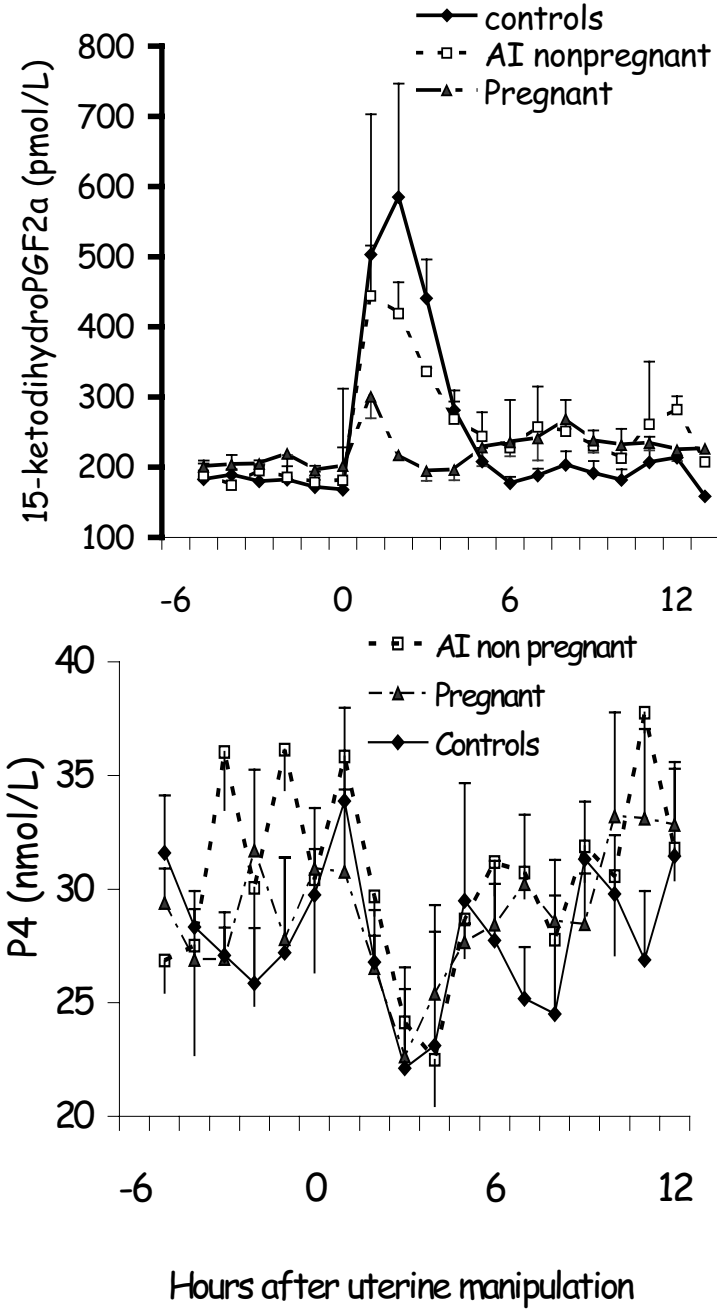 controls
AI nonpregnant
Pregnant
15-ketodihydroPGF2a (pmol/L)
800
700
600
500
400
300
200
100
-6 0 6 12
AI non pregnant
Pregnant
Controls
P4 (nmol/L)
40
35
30
25
20
-6 0 6 12
Hours after uterine manipulation